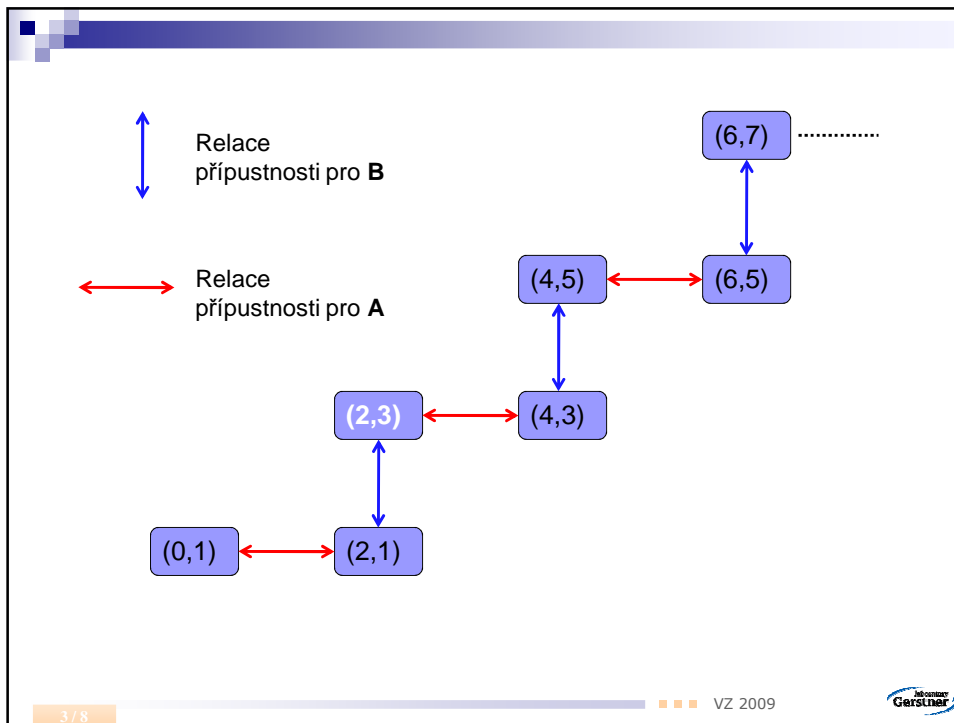 Relace
přípustnosti pro B
(6,7) ..............
Relace
přípustnosti pro A
(4,5)
(6,5)
(2,3)
(4,3)
(0,1)
(2,1)
3 / 8
VZ 2009
laboratory
Gerstner